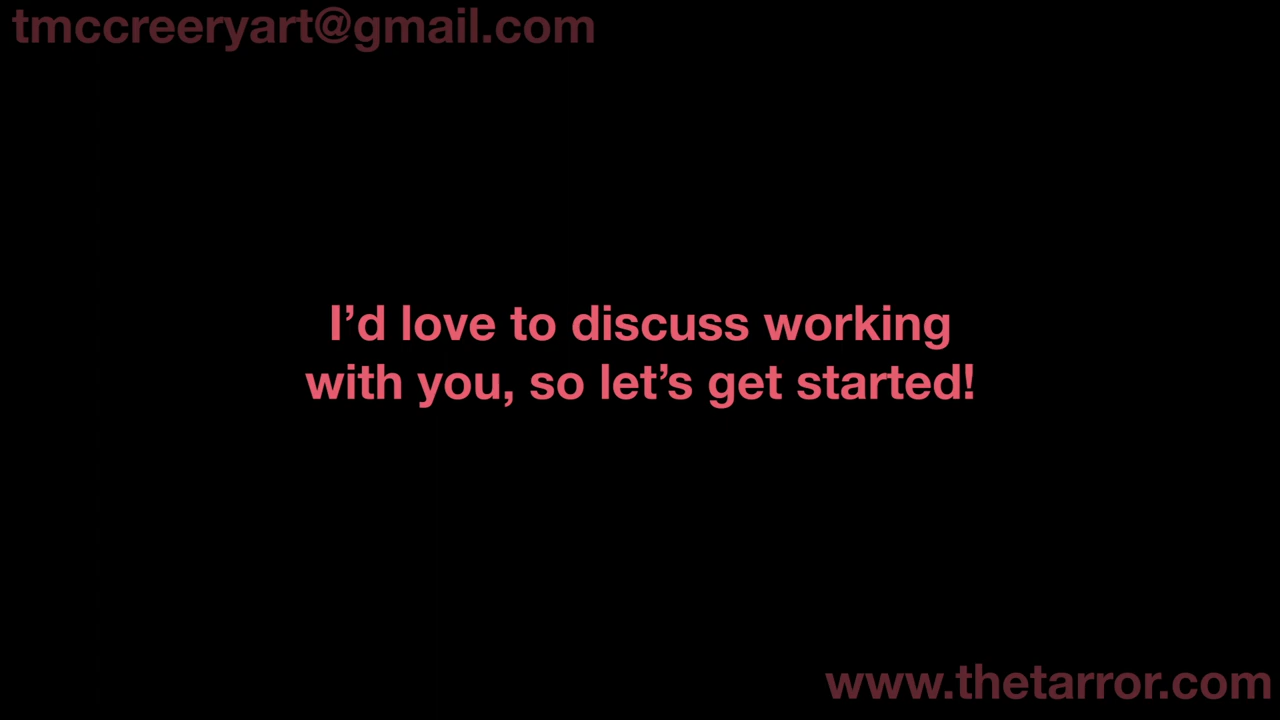 tmccreeryart@gmail.com
I’d love to discuss working
with you, so let’s get started!
www.thetarror.com